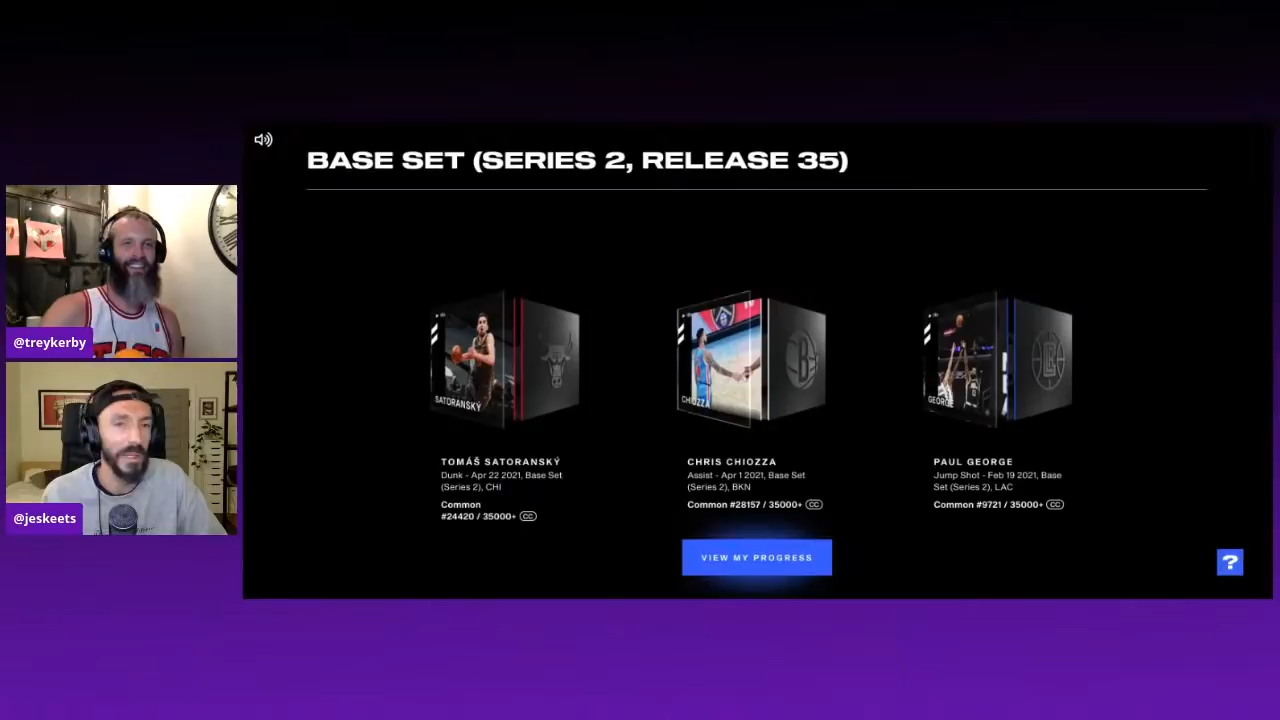 BASE SET (SERIES 2, RELEASE 35)
@treykerby
@jeskeets
SATORANSKÝ
CHIOZZA
GEORGE
TOMÁŠ SATORANSKÝ
Dunk - Apr 22 2021, Base Set
(Series 2), CHI
Common
#24420 / 35000+ CC
CHRIS CHIOZZA
Assist - Apr 1 2021, Base Set
(Series 2), BKN
Common #28157 / 35000+ CC
PAUL GEORGE
Jump Shot - Feb 19 2021, Base
Set (Series 2), LAC
Common #9721 / 35000+ CC
VIEW MY PROGRESS
?